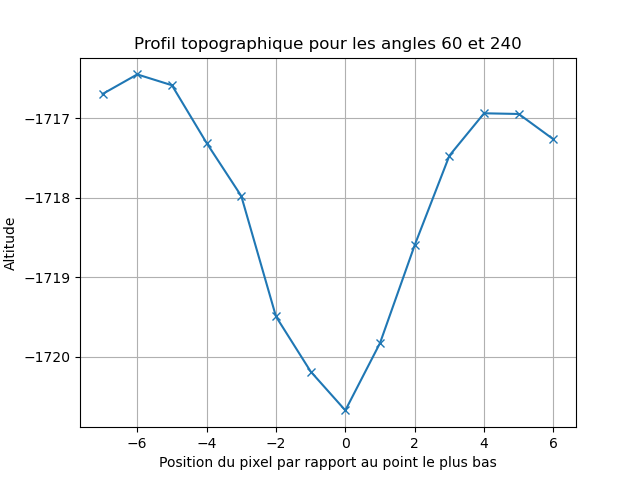 Profil topographique pour les angles 60 et 240
−1717
−1718
−1719
−1720
Altitude
−6 −4 −2 0 2 4 6
Position du pixel par rapport au point le plus bas